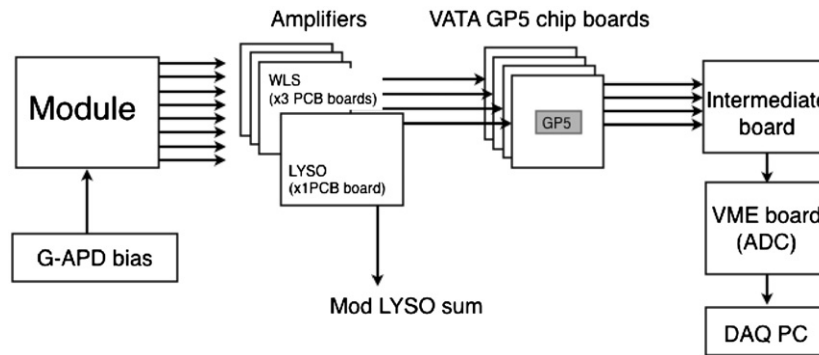 Amplifiers
VATA GP5 chip boards
Module
WLS
(x3 PCB boards)
LYSO
(x1PCB board)
GP5
Intermediate
board
G-APD bias
VME board
(ADC)
Mod LYSO sum
DAQ PC